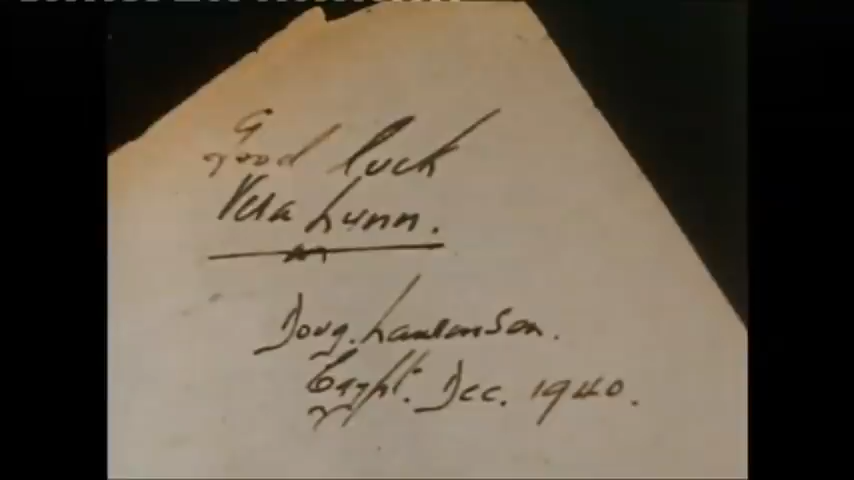 Good luck
Vera Lynn.
Doug. Lawrenson.
Egypt. Dec. 1940.